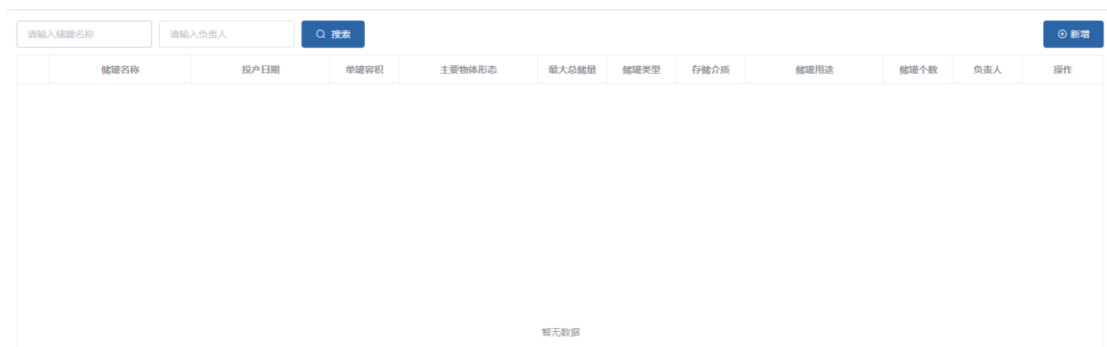 请输入储罐名称 请输入负责人 搜索 新增
储罐名称 投产日期 单罐容积 主要物体形态 最大总储量 储罐类型 存储介质 储罐用途 储罐个数 负责人 操作
暂无数据